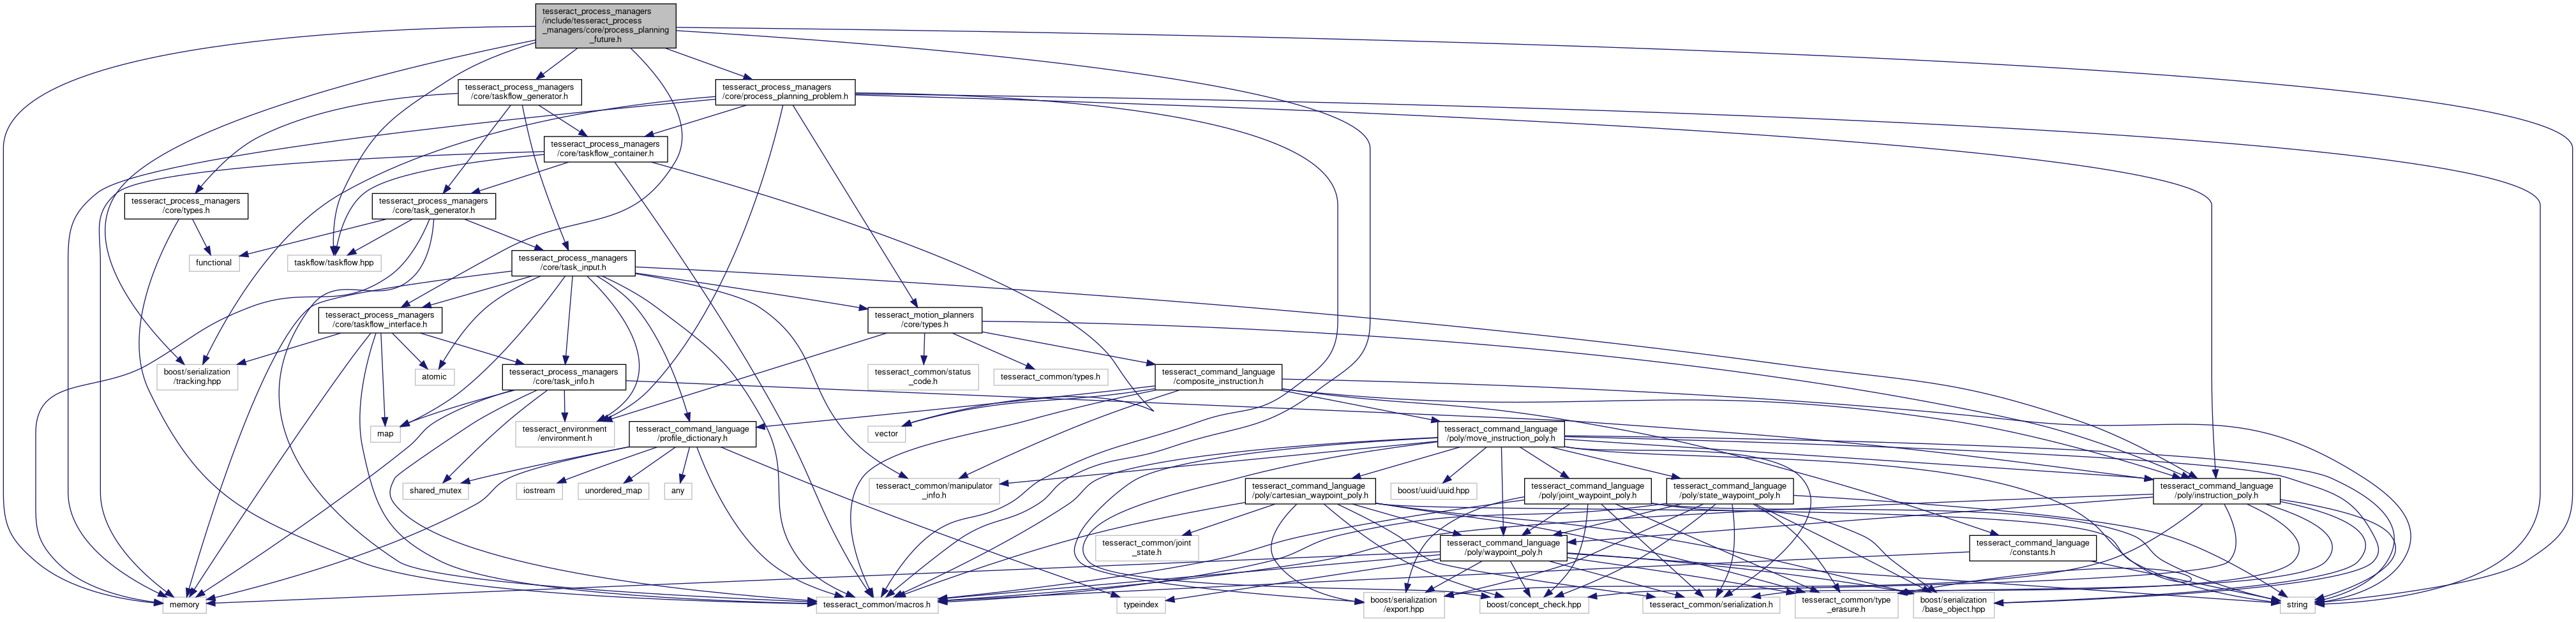 tesseract_process_managers
/include/tesseract_process
_managers/core/process_planning
_future.h
tesseract_process_managers
/core/taskflow_generator.h
tesseract_process_managers
/core/process_planning_problem.h
tesseract_process_managers
/core/taskflow_container.h
tesseract_process_managers
/core/types.h
tesseract_process_managers
/core/task_generator.h
functional
taskflow/taskflow.hpp
tesseract_process_managers
/core/task_input.h
tesseract_process_managers
/core/taskflow_interface.h
tesseract_motion_planners
/core/types.h
boost/serialization
/tracking.hpp
atomic
tesseract_process_managers
/core/task_info.h
tesseract_common/status
_code.h
tesseract_common/types.h
tesseract_command_language
/composite_instruction.h
map
tesseract_environment
/environment.h
tesseract_command_language
/profile_dictionary.h
vector
tesseract_command_language
/poly/move_instruction_poly.h
shared_mutex
iostream
unordered_map
any
tesseract_common/manipulator
_info.h
tesseract_command_language
/poly/cartesian_waypoint_poly.h
boost/uuid/uuid.hpp
tesseract_command_language
/poly/joint_waypoint_poly.h
tesseract_command_language
/poly/state_waypoint_poly.h
tesseract_command_language
/poly/instruction_poly.h
tesseract_common/joint
_state.h
tesseract_command_language
/poly/waypoint_poly.h
tesseract_command_language
/constants.h
memory
tesseract_common/macros.h
typeindex
boost/serialization
/export.hpp
boost/concept_check.hpp
tesseract_common/serialization.h
tesseract_common/type
_erasure.h
boost/serialization
/base_object.hpp
string